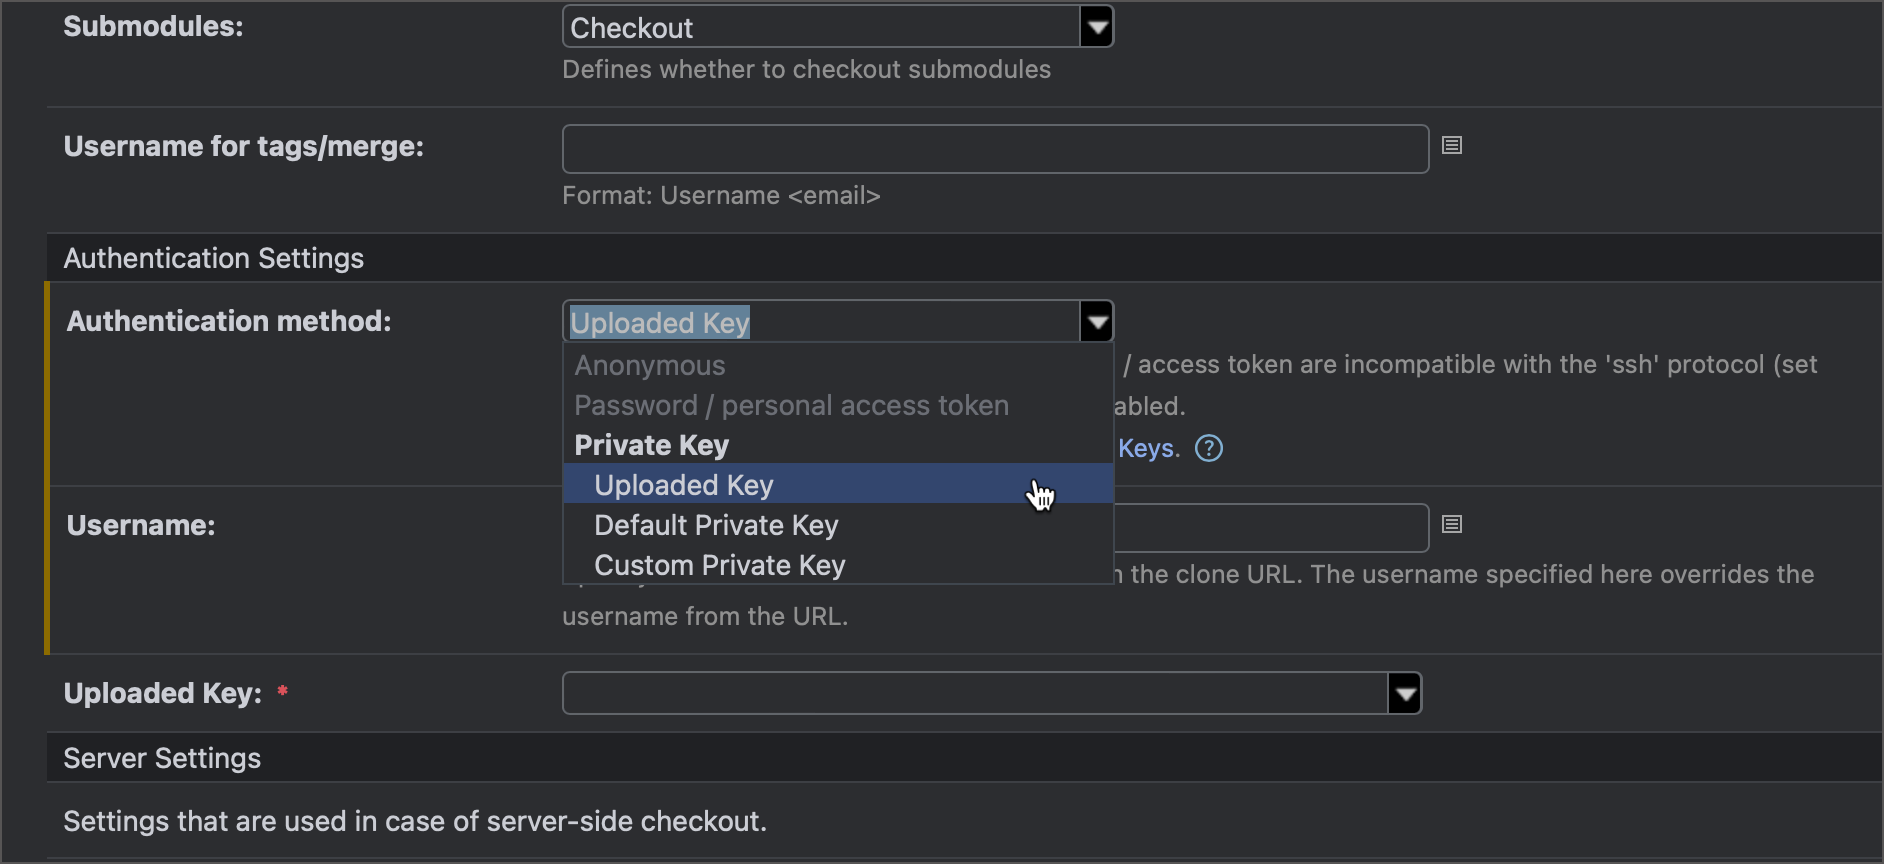 Submodules:
Checkout
Defines whether to checkout submodules
Username for tags/merge:
Format: Username <email>
Authentication Settings
Authentication method:
Uploaded Key
Anonymous
/ access token are incompatible with the 'ssh' protocol (set
Password / personal access token
abled.
Private Key
Keys. ?
Uploaded Key
Username:
Default Private Key
Custom Private Key
the clone URL. The username specified here overrides the
username from the URL.
Uploaded Key: *
Server Settings
Settings that are used in case of server-side checkout.